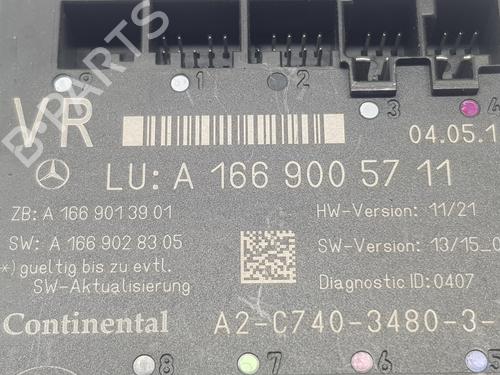 1 2
3 4
VR
04.05.1
LU: A 166 900 57 11
ZB: A 166 901 39 01
HW-Version: 11/21
SW: A 166 902 83 05
SW-Version: 13/15_0
*) gueltig bis zu evtl.
SW-Aktualisierung
Diagnostic ID: 0407
Continental
A2-C740-3480-3-
8 7 6 5
B-PARTS